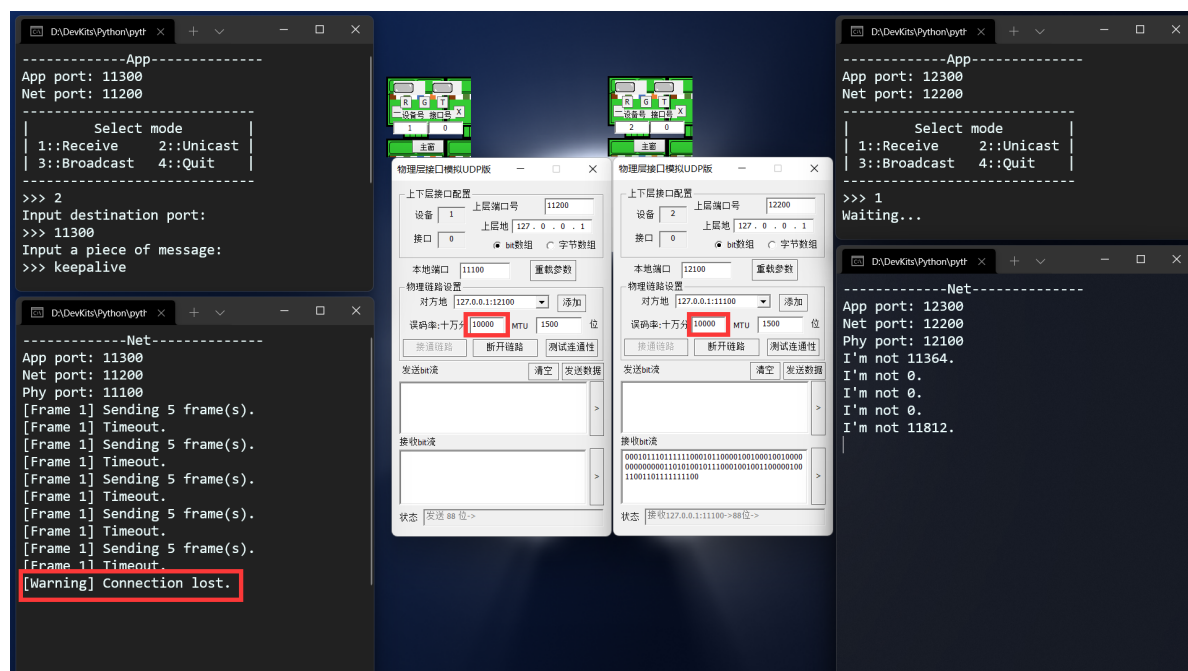 D:\DevKits\Python\pyth
-------------App--------------
App port: 11300
Net port: 11200
-----------------------------
|        Select mode        |
| 1::Receive     2::Unicast |
| 3::Broadcast   4::Quit    |
-----------------------------
>>> 2
Input destination port:
>>> 11300
Input a piece of message:
>>> keepalive
D:\DevKits\Python\pyth
-------------Net--------------
App port: 11300
Net port: 11200
Phy port: 11100
[Frame 1] Sending 5 frame(s).
[Frame 1] Timeout.
[Frame 1] Sending 5 frame(s).
[Frame 1] Timeout.
[Frame 1] Sending 5 frame(s).
[Frame 1] Timeout.
[Frame 1] Sending 5 frame(s).
[Frame 1] Timeout.
[Frame 1] Sending 5 frame(s).
[Frame 1] Timeout.
[Warning] Connection lost.
R G T X
设备号 接口号
1 0
主窗
物理层接口模拟UDP版
上下层接口配置
设备 1 上层端口号 11200
上层地 127 . 0 . 0 . 1
接口 0 bit数组 字节数组
本地端口 11100 重载参数
物理链路设置
对方地 127.0.0.1:12100 添加
误码率:十万分 10000 MTU 1500 位
接通链路 断开链路 测试连通性
发送bit流 清空 发送数据
>
接收bit流
>
状态 发送 88 位->
R G T X
设备号 接口号
2 0
主窗
物理层接口模拟UDP版
上下层接口配置
设备 2 上层端口号 12200
上层地 127 . 0 . 0 . 1
接口 0 bit数组 字节数组
本地端口 12100 重载参数
物理链路设置
对方地 127.0.0.1:11100 添加
误码率:十万分 10000 MTU 1500 位
接通链路 断开链路 测试连通性
发送bit流 清空 发送数据
>
接收bit流
>
状态 接收127.0.0.1:11100->88位->
D:\DevKits\Python\pyth
-------------App--------------
App port: 12300
Net port: 12200
-----------------------------
|        Select mode        |
| 1::Receive     2::Unicast |
| 3::Broadcast   4::Quit    |
-----------------------------
>>> 1
Waiting...
D:\DevKits\Python\pyth
-------------Net--------------
App port: 12300
Net port: 12200
Phy port: 12100
I'm not 11364.
I'm not 0.
I'm not 0.
I'm not 0.
I'm not 11812.